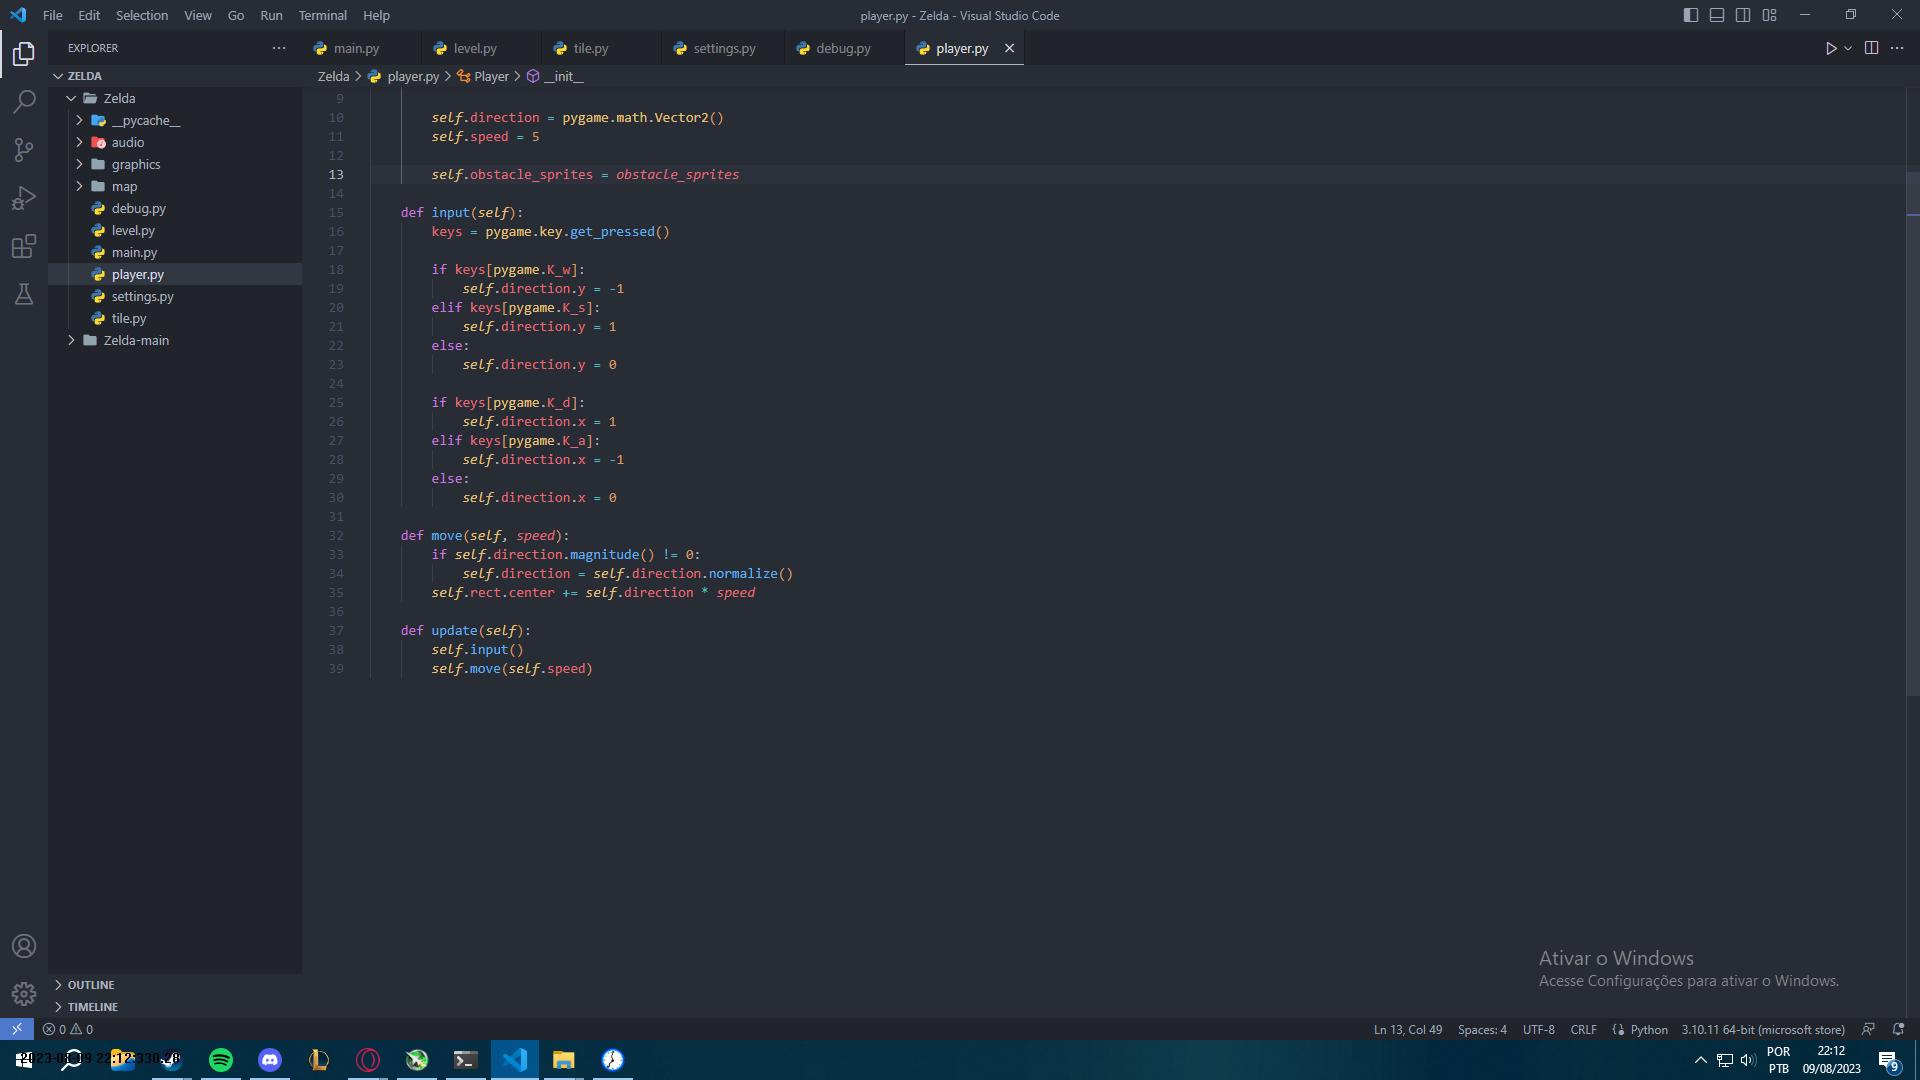 File Edit Selection View Go Run Terminal Help
player.py - Zelda - Visual Studio Code
EXPLORER
main.py
level.py
tile.py
settings.py
debug.py
player.py
ZELDA
Zelda > player.py > Player > __init__
Zelda
__pycache__
audio
graphics
map
debug.py
level.py
main.py
player.py
settings.py
tile.py
Zelda-main
9
10 self.direction = pygame.math.Vector2()
11 self.speed = 5
12
13 self.obstacle_sprites = obstacle_sprites
14
15 def input(self):
16 keys = pygame.key.get_pressed()
17
18 if keys[pygame.K_w]:
19 self.direction.y = -1
20 elif keys[pygame.K_s]:
21 self.direction.y = 1
22 else:
23 self.direction.y = 0
24
25 if keys[pygame.K_d]:
26 self.direction.x = 1
27 elif keys[pygame.K_a]:
28 self.direction.x = -1
29 else:
30 self.direction.x = 0
31
32 def move(self, speed):
33 if self.direction.magnitude() != 0:
34 self.direction = self.direction.normalize()
35 self.rect.center += self.direction * speed
36
37 def update(self):
38 self.input()
39 self.move(self.speed)
Ativar o Windows
Acesse Configurações para ativar o Windows.
OUTLINE
TIMELINE
0 0
Ln 13, Col 49 Spaces: 4 UTF-8 CRLF Python 3.10.11 64-bit (microsoft store)
POR
PTB
22:12
09/08/2023
9